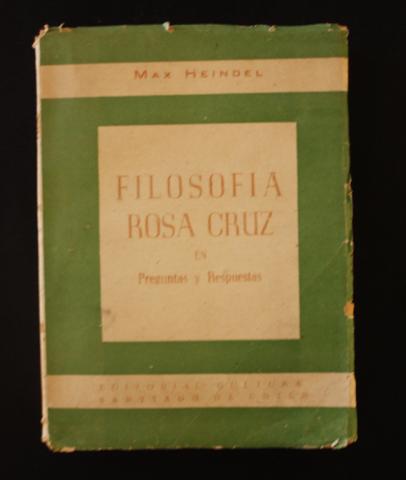 MAX HEINDEL
FILOSOFIA
ROSA CRUZ
EN
Preguntas y Respuestas
EDITORIAL CULTURA
SANTIAGO DE CHILE